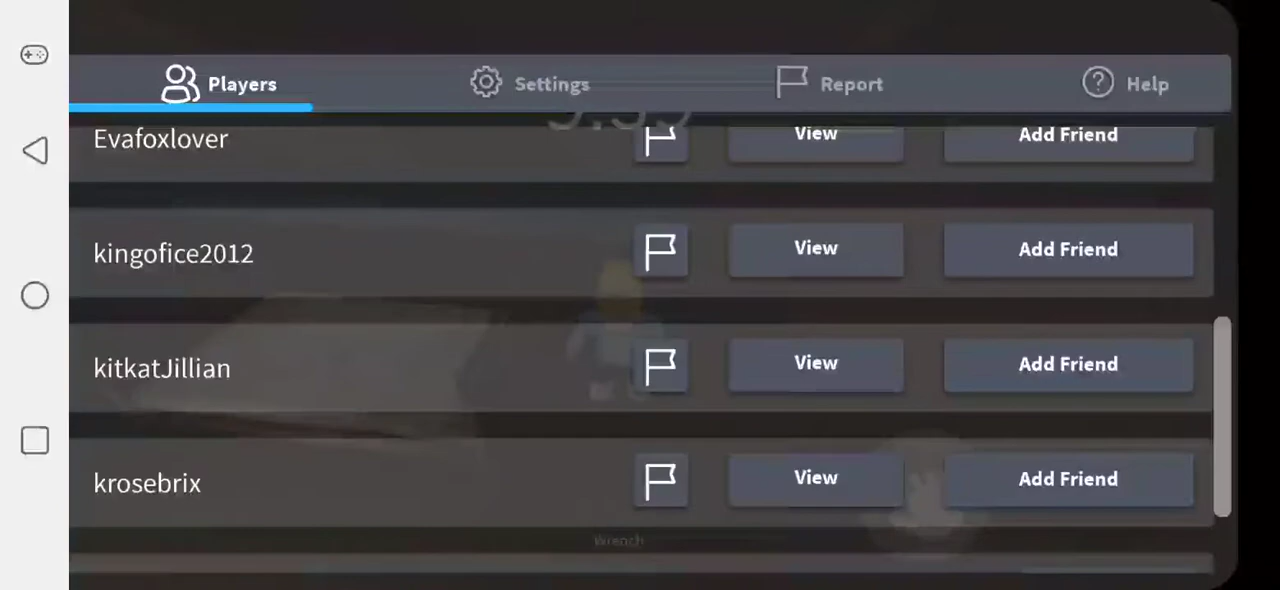 Players Settings Report Help
Evafoxlover View Add Friend
kingofice2012 View Add Friend
kitkatJillian View Add Friend
krosebrix View Add Friend
Wrench